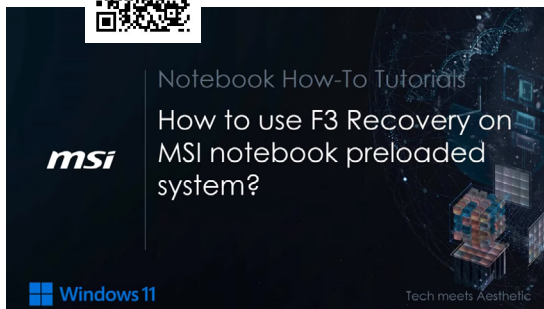 Notebook How-To Tutorials
How to use F3 Recovery on
MSI notebook preloaded
system?
msi
Windows 11
Tech meets Aesthetic